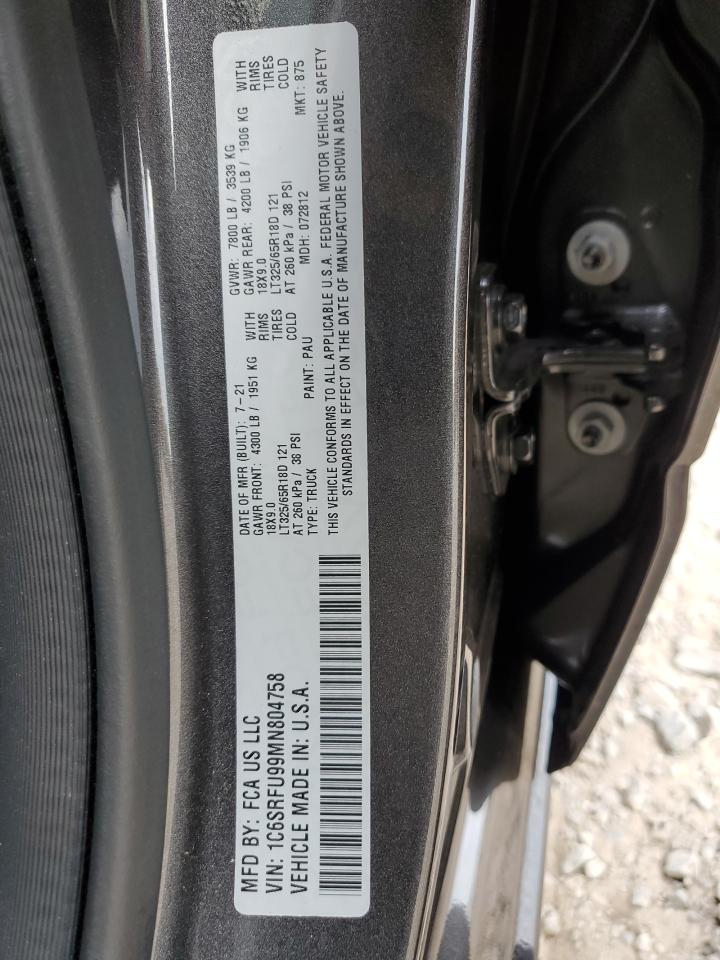 MFD BY: FCA US LLC
VIN: 1C6SRFU99MN804758
VEHICLE MADE IN: U.S.A.
DATE OF MFR (BUILT): 7-21
GAWR FRONT: 4300 LB / 1951 KG WITH
18X9.0 RIMS
LT325/65R18D 121 TIRES
AT 260 kPa / 38 PSI COLD
TYPE: TRUCK PAINT: PAU
GVWR: 7800 LB / 3539 KG
GAWR REAR: 4200 LB / 1906 KG WITH
18X9.0 RIMS
LT325/65R18D 121 TIRES
AT 260 kPa / 38 PSI COLD
MDH: 072812 MKT: 875
THIS VEHICLE CONFORMS TO ALL APPLICABLE U.S.A. FEDERAL MOTOR VEHICLE SAFETY
STANDARDS IN EFFECT ON THE DATE OF MANUFACTURE SHOWN ABOVE.